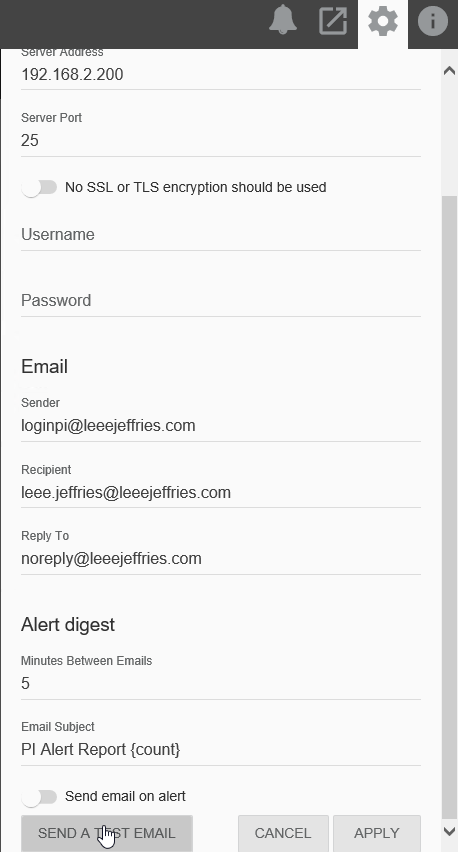 Server Address
192.168.2.200
Server Port
25
No SSL or TLS encryption should be used
Username
Password
Email
Sender
loginpi@leeejeffries.com
Recipient
leee.jeffries@leeejeffries.com
Reply To
noreply@leeejeffries.com
Alert digest
Minutes Between Emails
5
Email Subject
PI Alert Report {count}
Send email on alert
SEND A TEST EMAIL CANCEL APPLY